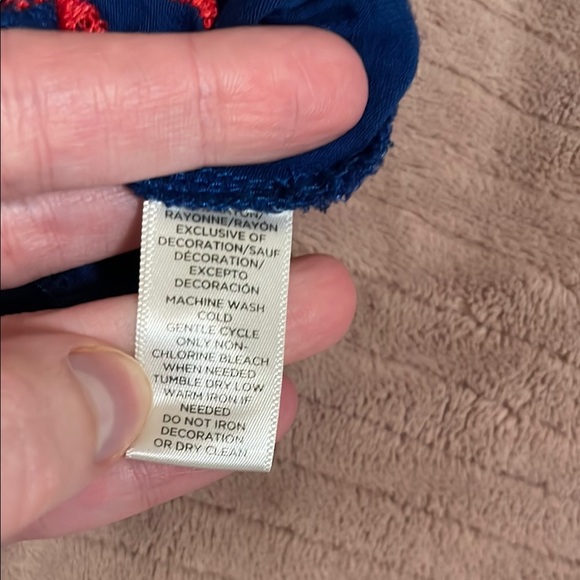 RAYONNE/RAYÓN
EXCLUSIVE OF
DECORATION/SAUF
DÉCORATION/
EXCEPTO
DECORACIÓN
MACHINE WASH
COLD
GENTLE CYCLE
ONLY NON-
CHLORINE BLEACH
WHEN NEEDED
TUMBLE DRY LOW
WARM IRON IF
NEEDED
DO NOT IRON
DECORATION
OR DRY CLEAN